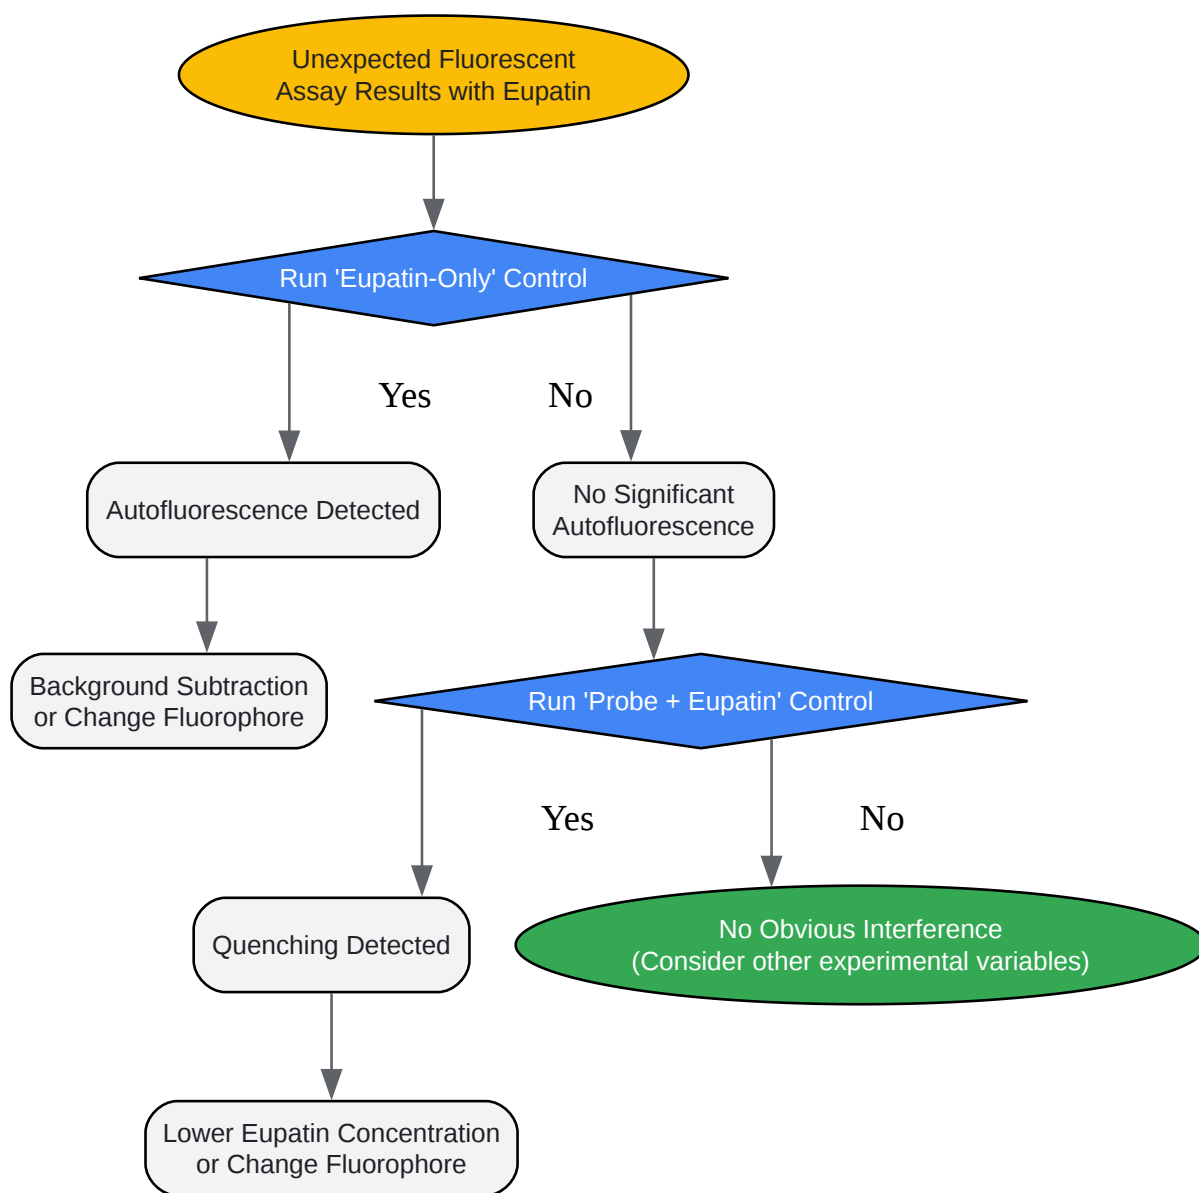 Unexpected Fluorescent
Assay Results with Eupatin
Run 'Eupatin-Only' Control
Yes
No
Autofluorescence Detected
No Significant
Autofluorescence
Background Subtraction
or Change Fluorophore
Run 'Probe + Eupatin' Control
Yes
No
Quenching Detected
No Obvious Interference
(Consider other experimental variables)
Lower Eupatin Concentration
or Change Fluorophore